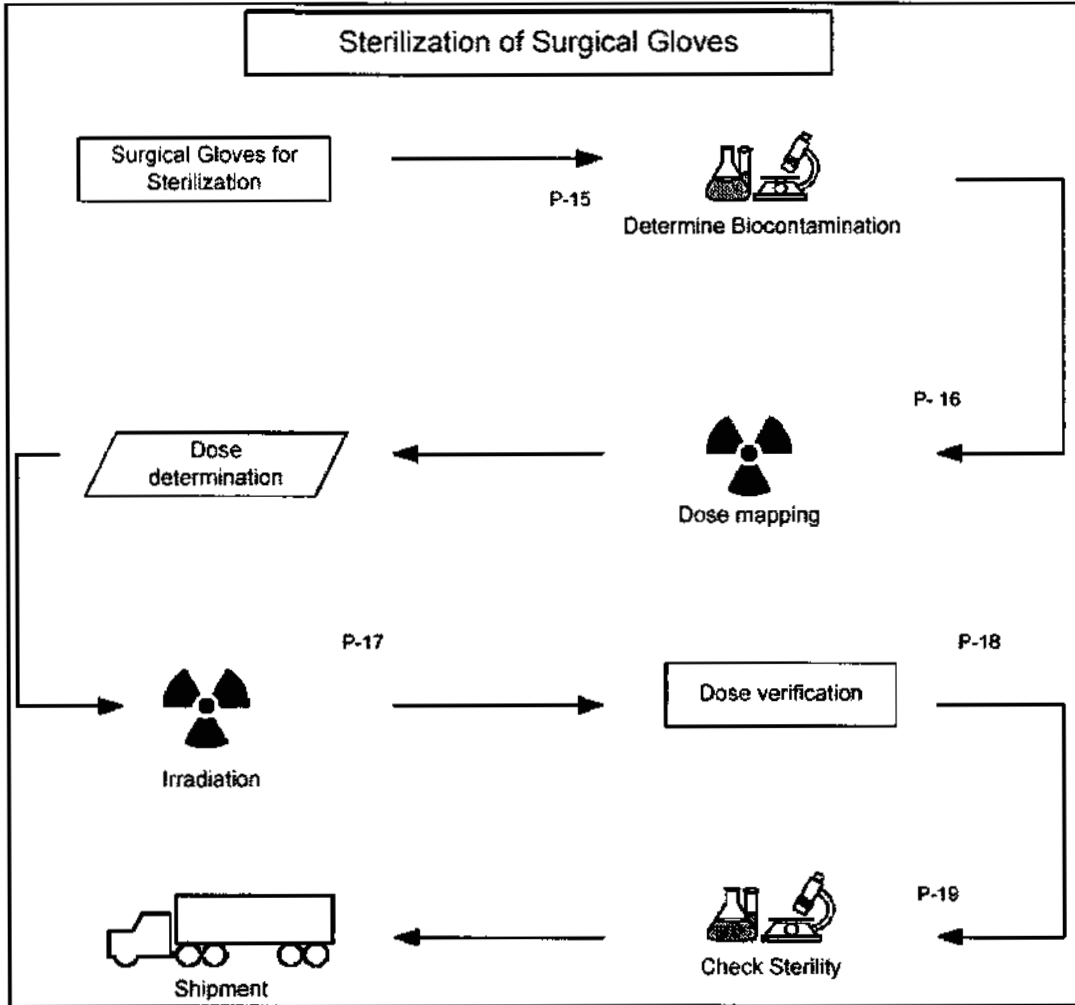 Sterilization of Surgical Gloves
Surgical Gloves for
Sterilization
P-15
Determine Biocontamination
P- 16
Dose
determination
Dose mapping
P-17
P-18
Dose verification
Irradiation
P-19
Check Sterility
Shipment